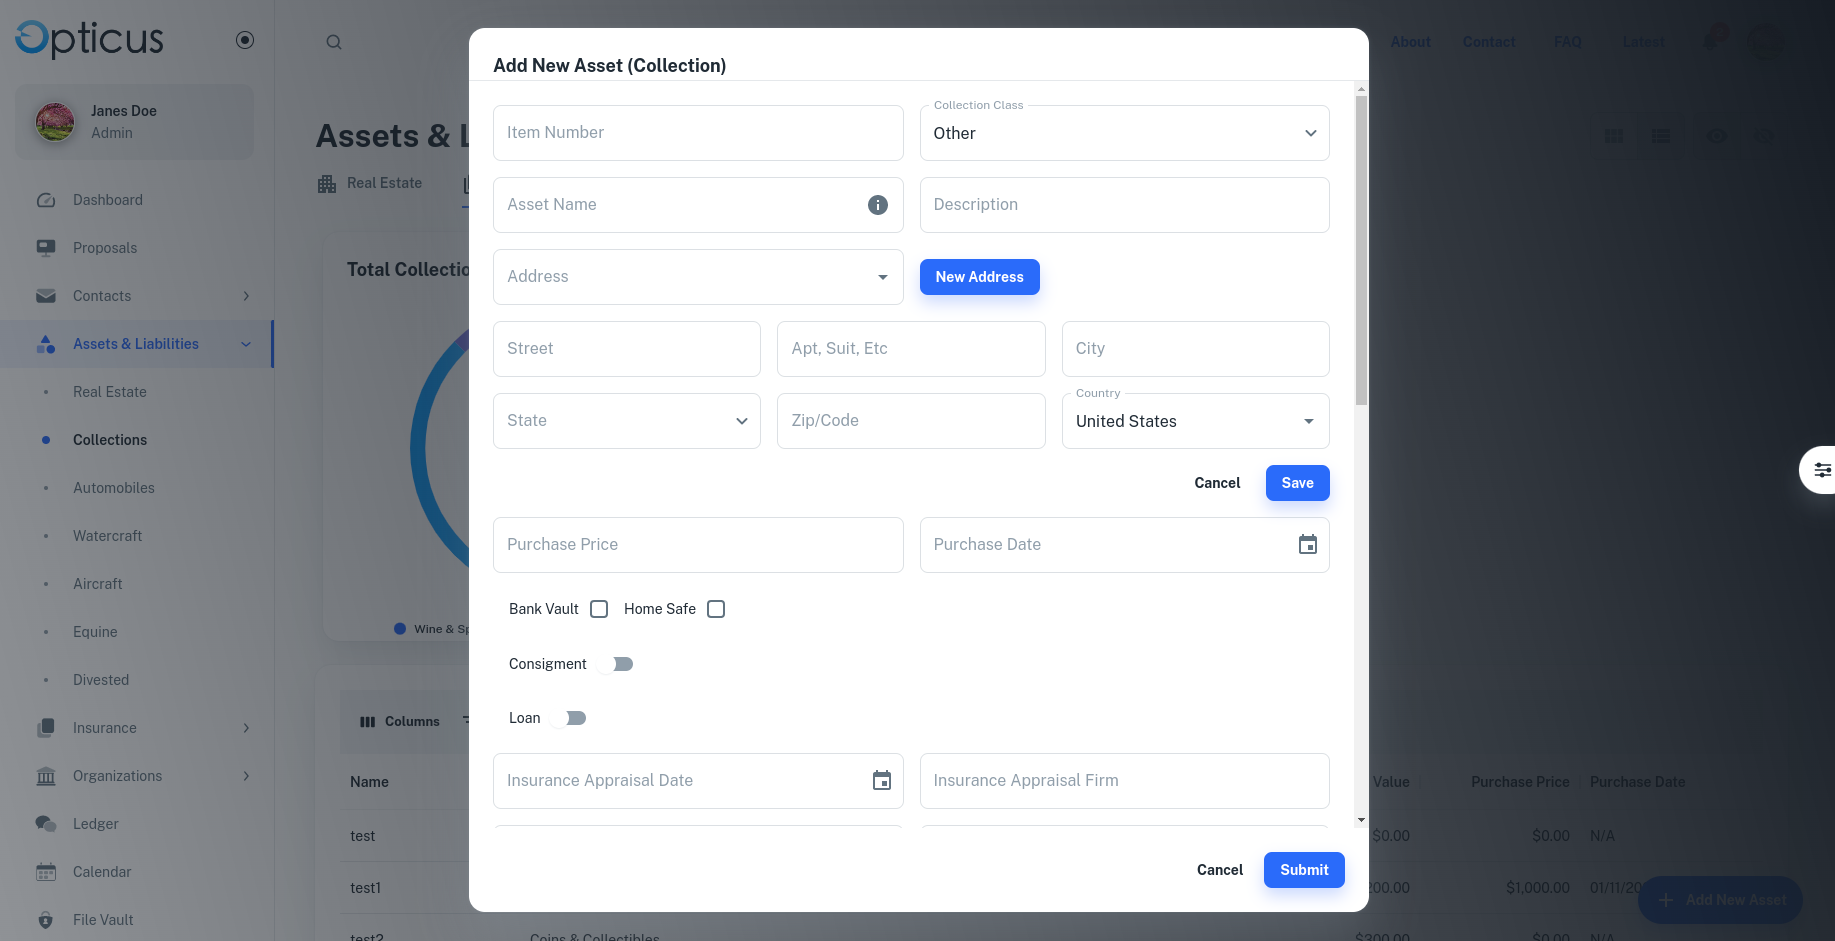 Opticus
About
Contact
FAQ
Latest
Janes Doe
Admin
Dashboard
Proposals
Contacts
Assets & Liabilities
Real Estate
Collections
Automobiles
Watercraft
Aircraft
Equine
Divested
Insurance
Organizations
Ledger
Calendar
File Vault
Assets & L
Real Estate
Total Collectio
Wine & Sp
Columns
Name
Value
Purchase Price
Purchase Date
test
$0.00
$0.00
N/A
test1
200.00
$1,000.00
01/11/20
test2
Coins & Collectibles
$300.00
$0.00
N/A
Add New Asset
Add New Asset (Collection)
Item Number
Collection Class
Other
Asset Name
Description
Address
New Address
Street
Apt, Suit, Etc
City
State
Zip/Code
Country
United States
Cancel
Save
Purchase Price
Purchase Date
Bank Vault
Home Safe
Consigment
Loan
Insurance Appraisal Date
Insurance Appraisal Firm
Cancel
Submit